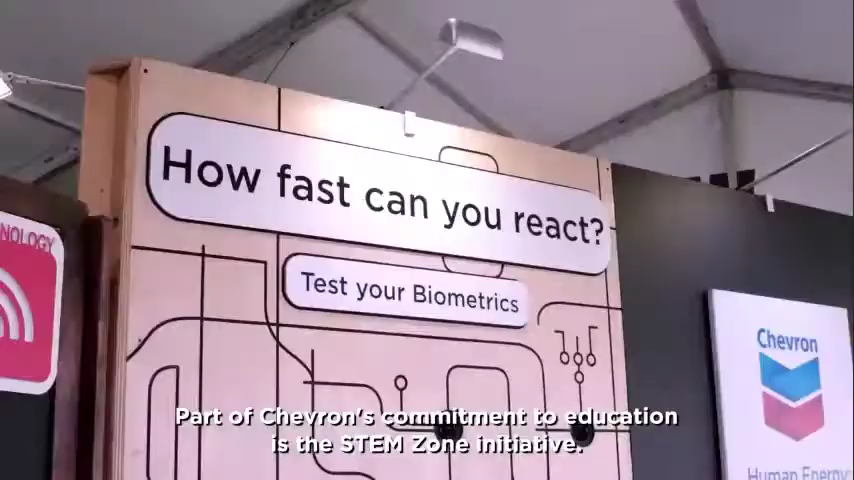 How fast can you react?
Test your Biometrics
NOLOGY
Chevron
Human Energy
Part of Chevron's commitment to education
is the STEM Zone initiative.